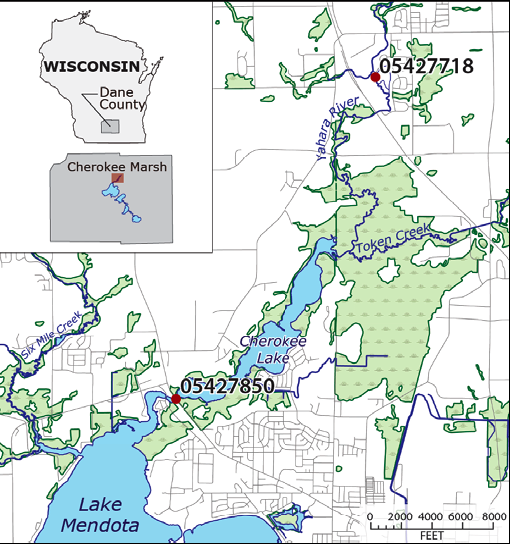 WISCONSIN
Dane
County
Cherokee Marsh
05427718
Yahara River
Token Creek
Six Mile Creek
Cherokee
Lake
05427850
Lake
Mendota
0 2000 4000 6000 8000
FEET